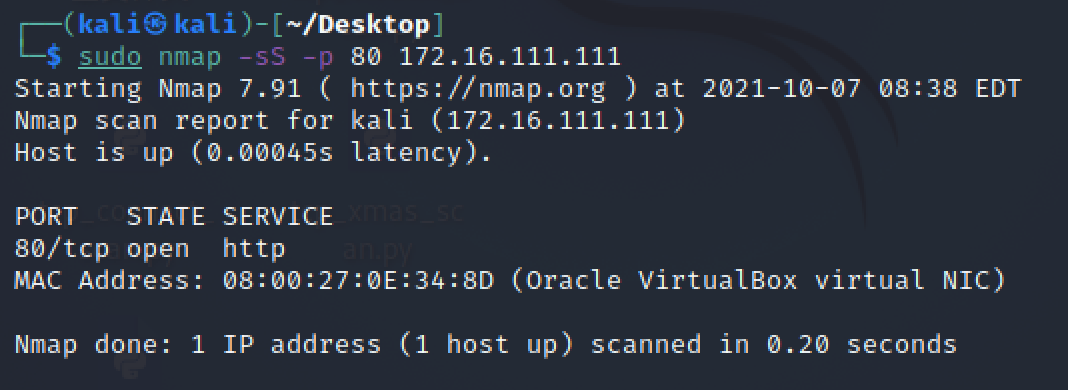 ┌──(kali㉿kali)-[~/Desktop]
└─$ sudo nmap -sS -p 80 172.16.111.111
Starting Nmap 7.91 ( https://nmap.org ) at 2021-10-07 08:38 EDT
Nmap scan report for kali (172.16.111.111)
Host is up (0.00045s latency).
PORT   STATE SERVICE
80/tcp open  http
MAC Address: 08:00:27:0E:34:8D (Oracle VirtualBox virtual NIC)
Nmap done: 1 IP address (1 host up) scanned in 0.20 seconds
_xmas_sc
an.py